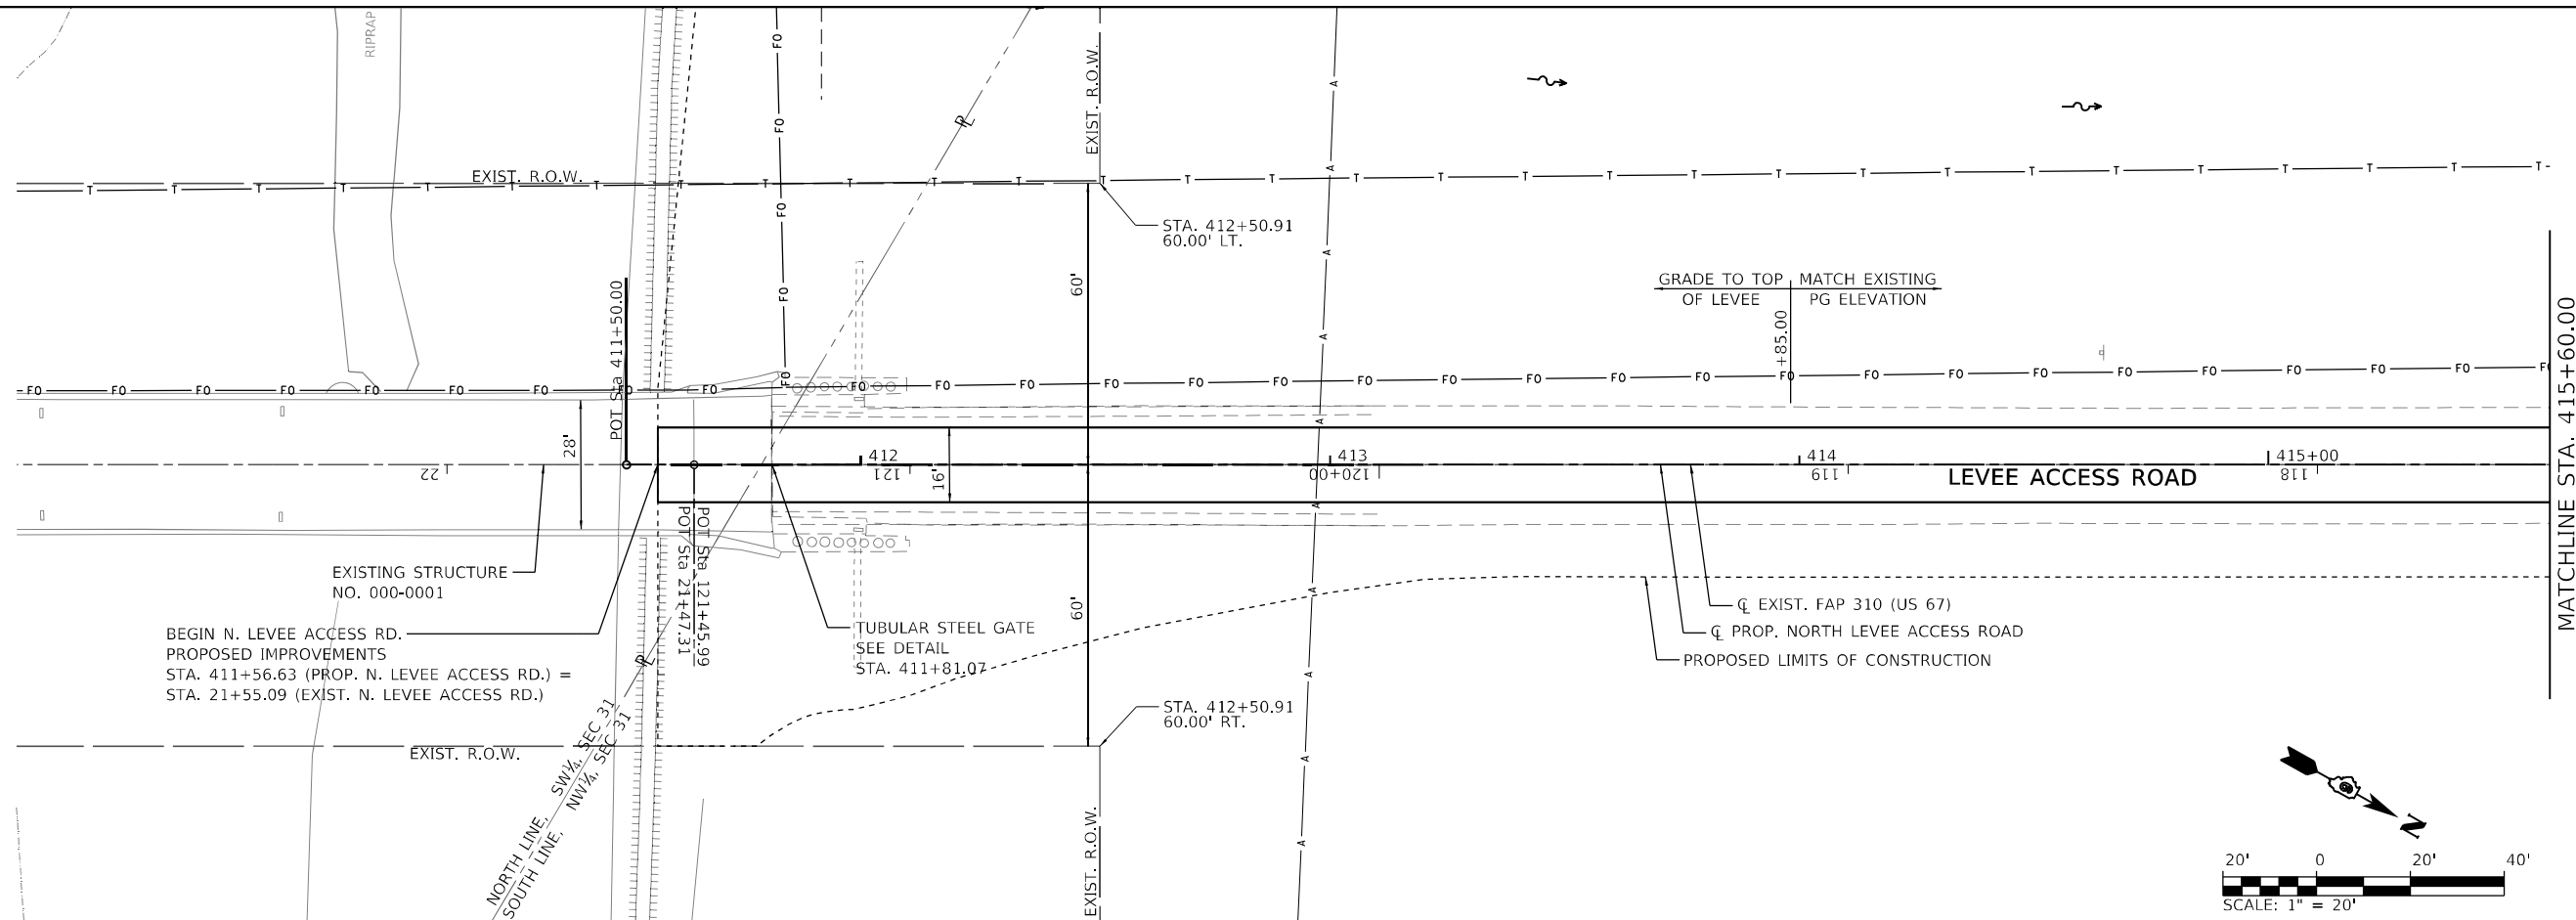 RIPRAP
FO
EXIST. R.O.W.
A
EXIST. R.O.W.
T
STA. 412+50.91
60.00' LT.
60'
GRADE TO TOP
OF LEVEE
MATCH EXISTING
PG ELEVATION
+85.00
POT Sta 411+50.00
FO
28'
22
412
121
16'
413
120+00
414
119
LEVEE ACCESS ROAD
415+00
118
MATCHLINE STA. 415+60.00
POT Sta 121+45.99
POT Sta 21+47.31
EXISTING STRUCTURE
NO. 000-0001
BEGIN N. LEVEE ACCESS RD.
PROPOSED IMPROVEMENTS
STA. 411+56.63 (PROP. N. LEVEE ACCESS RD.) =
STA. 21+55.09 (EXIST. N. LEVEE ACCESS RD.)
TUBULAR STEEL GATE
SEE DETAIL
STA. 411+81.07
60'
℄ EXIST. FAP 310 (US 67)
℄ PROP. NORTH LEVEE ACCESS ROAD
PROPOSED LIMITS OF CONSTRUCTION
STA. 412+50.91
60.00' RT.
EXIST. R.O.W.
NORTH LINE, SW¼, SEC 31
SOUTH LINE, NW¼, SEC 31
EXIST. R.O.W.
N
20' 0 20' 40'
SCALE: 1" = 20'